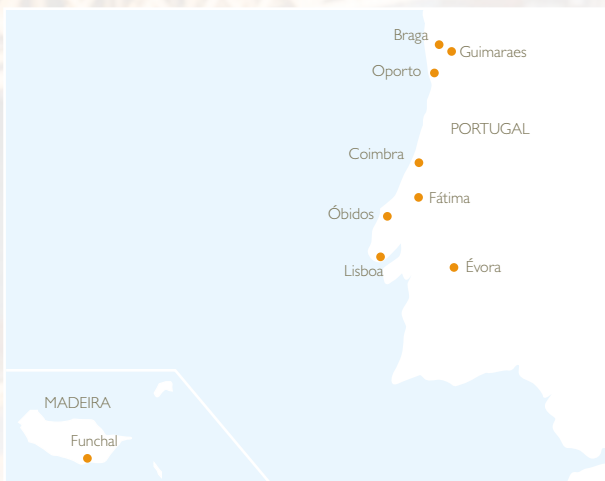 Braga
Guimaraes
Oporto
PORTUGAL
Coimbra
Fátima
Óbidos
Lisboa
Évora
MADEIRA
Funchal